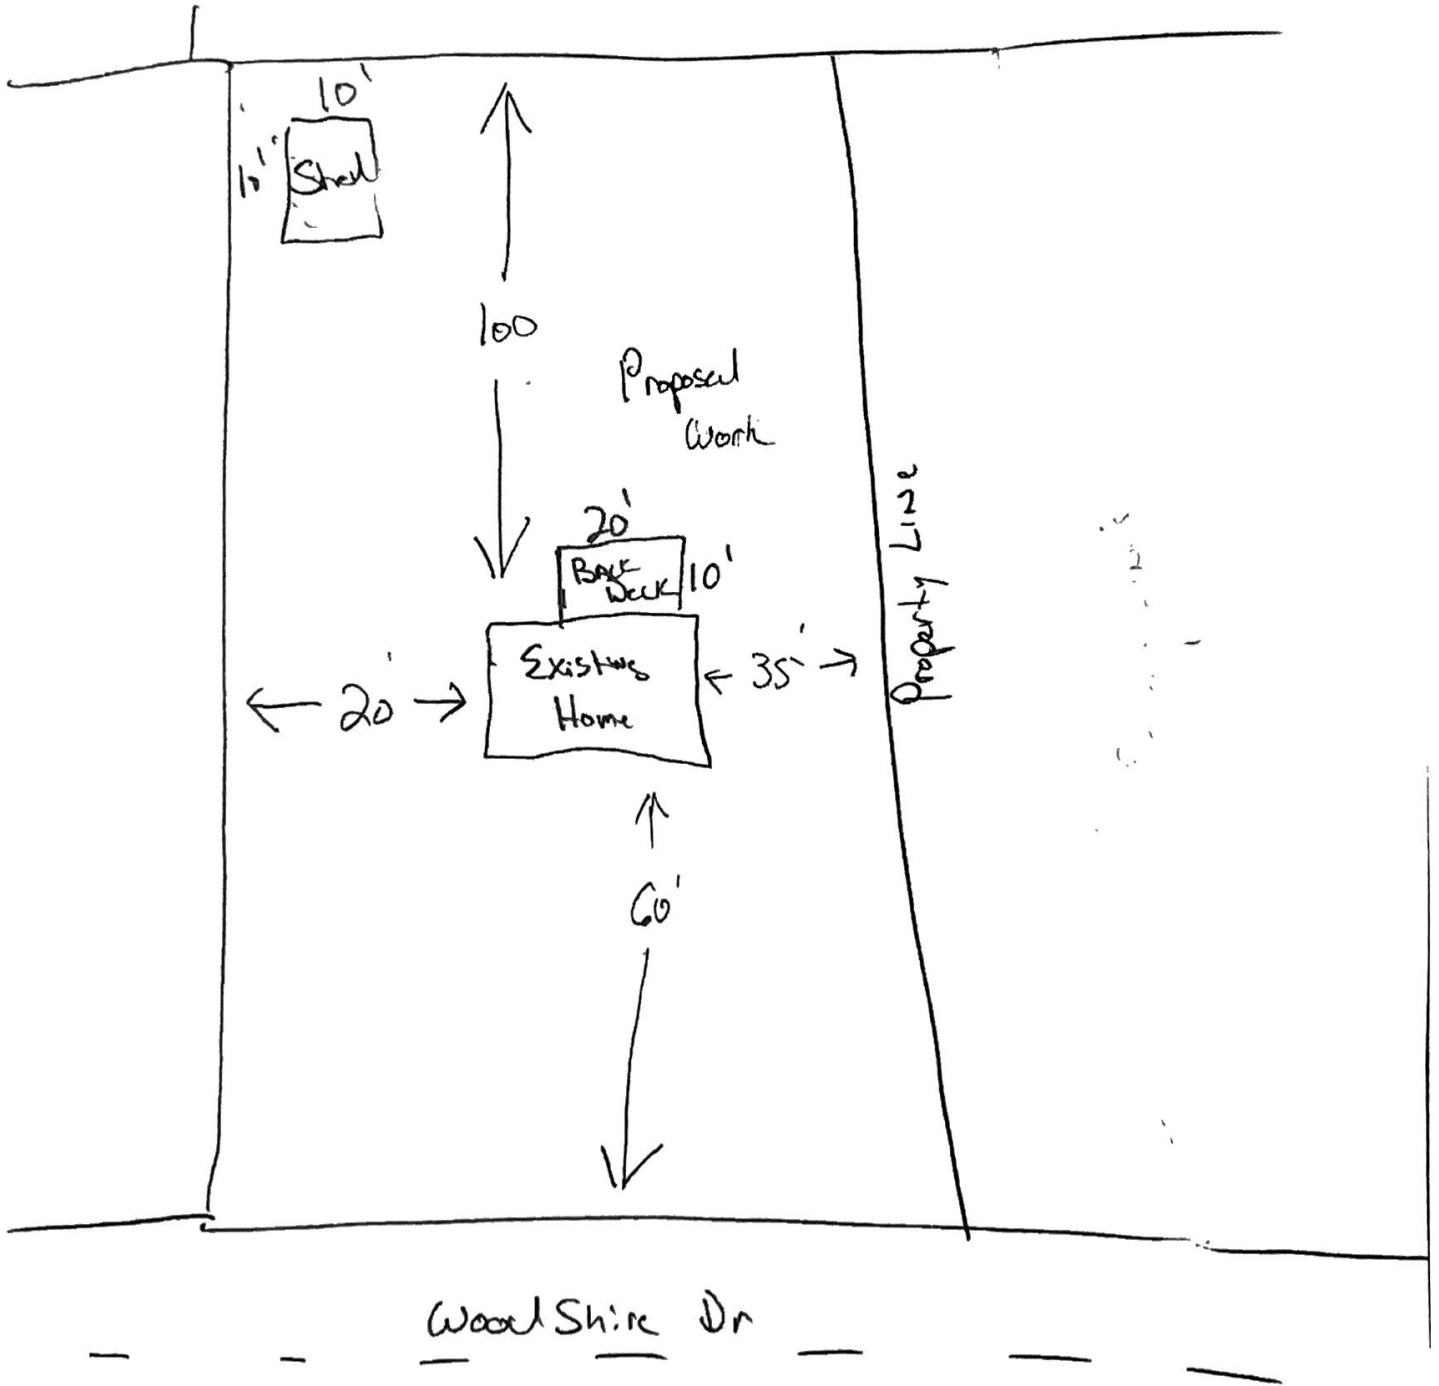 10'
10'
Shed
100
Proposed
Work
20'
Back
Deck
10'
Existing
Home
20'
35'
Property Line
60'
WoodShire Dr